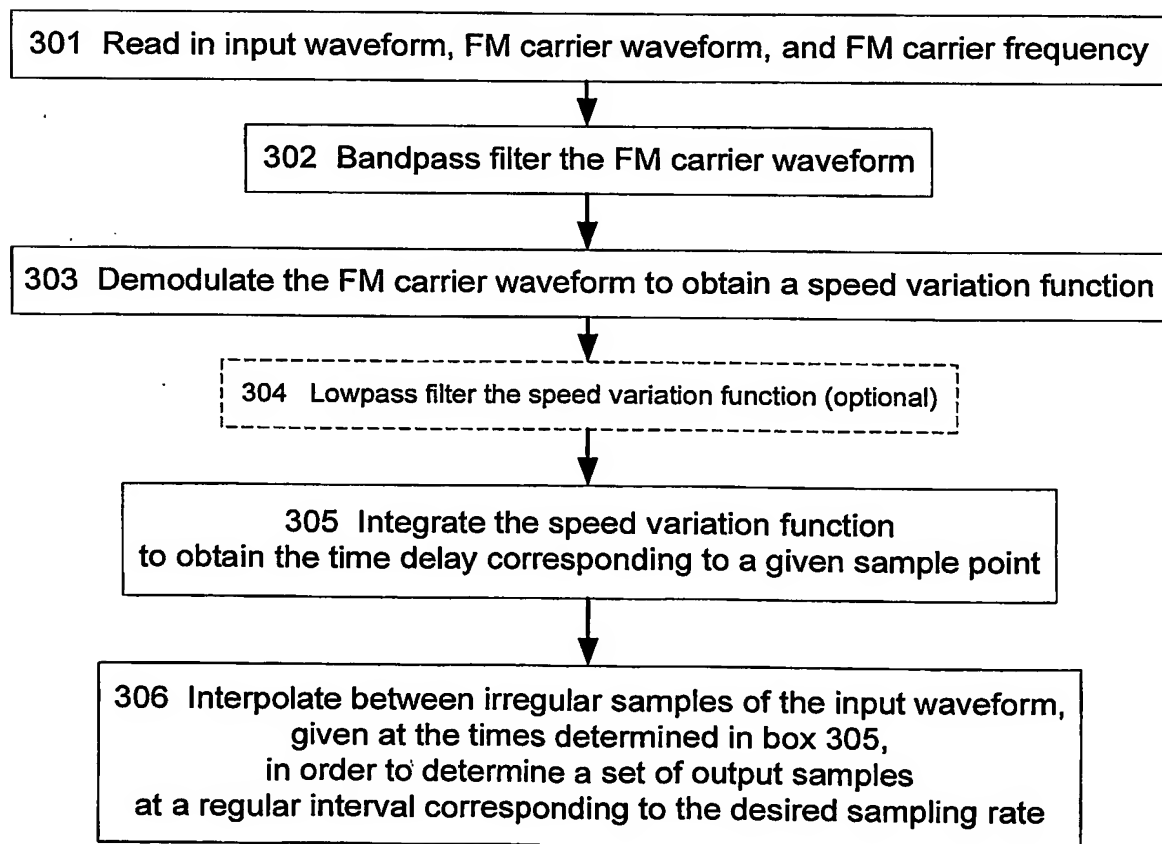 301 Read in input waveform, FM carrier waveform, and FM carrier frequency
302 Bandpass filter the FM carrier waveform
303 Demodulate the FM carrier waveform to obtain a speed variation function
304 Lowpass filter the speed variation function (optional)
305 Integrate the speed variation function
to obtain the time delay corresponding to a given sample point
306 Interpolate between irregular samples of the input waveform,
given at the times determined in box 305,
in order to determine a set of output samples
at a regular interval corresponding to the desired sampling rate